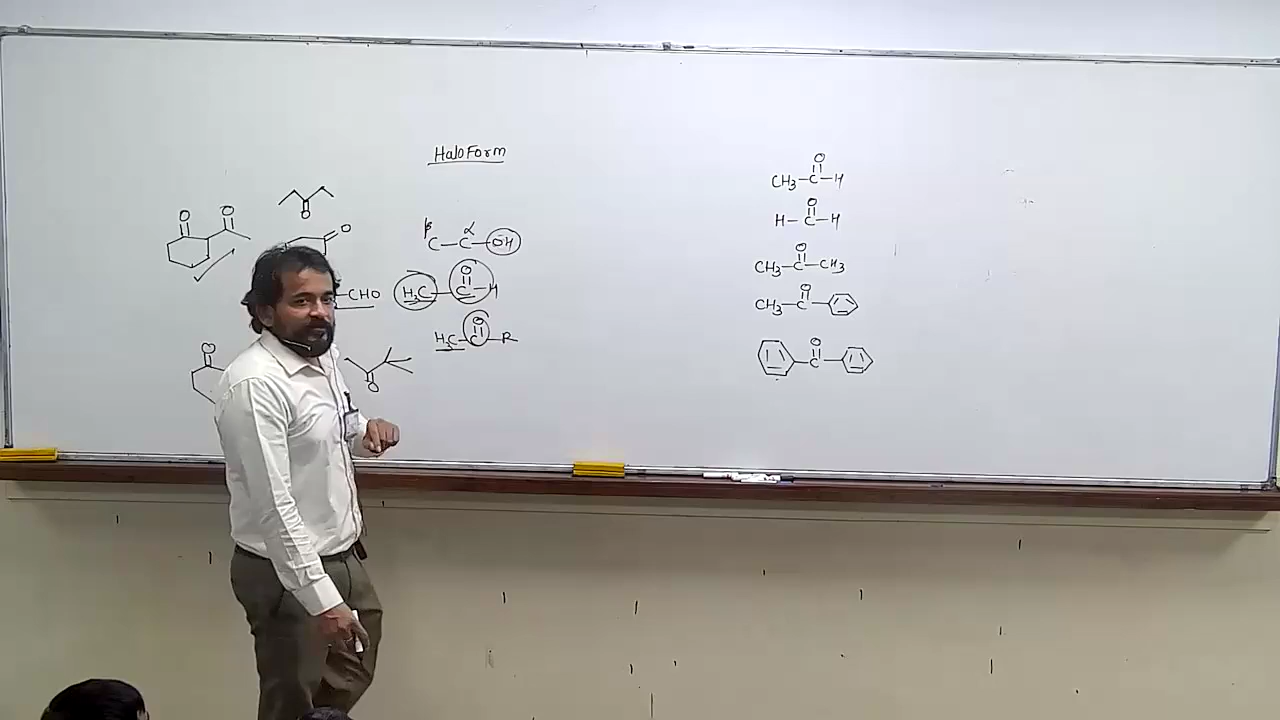 HaloForm
O
O
O
O
β α
C—C—OH
O
—CHO
O
H3C—C—H
O
H3C—C—R
O
O
O
CH3—C—H
O
H—C—H
O
CH3—C—CH3
O
CH3—C—
O
—C—